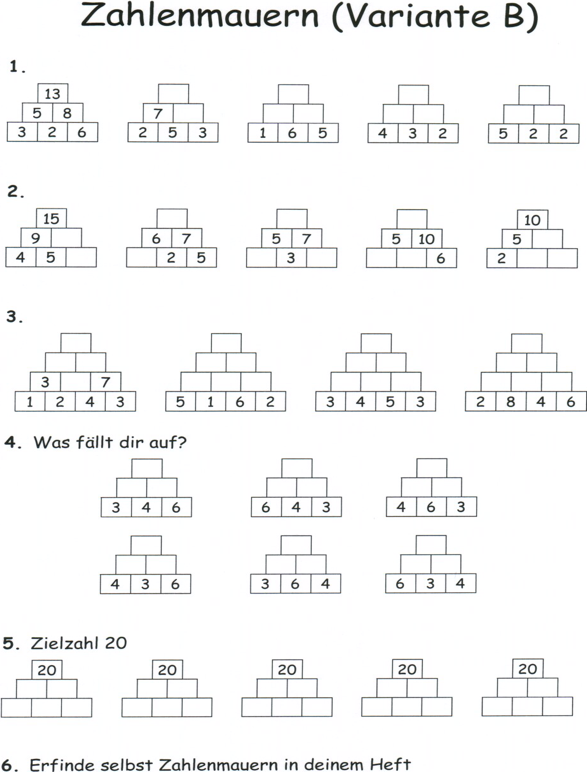 Zahlenmauern (Variante B)
1.
13
5 8 7
3 2 6 2 5 3 1 6 5 4 3 2 5 2 2
2.
15 10
9 6 7 5 7 5 10 5
4 5 2 5 3 6 2
3.
3 7
1 2 4 3 5 1 6 2 3 4 5 3 2 8 4 6
4. Was fällt dir auf?
3 4 6 6 4 3 4 6 3
4 3 6 3 6 4 6 3 4
5. Zielzahl 20
20 20 20 20 20
6. Erfinde selbst Zahlenmauern in deinem Heft